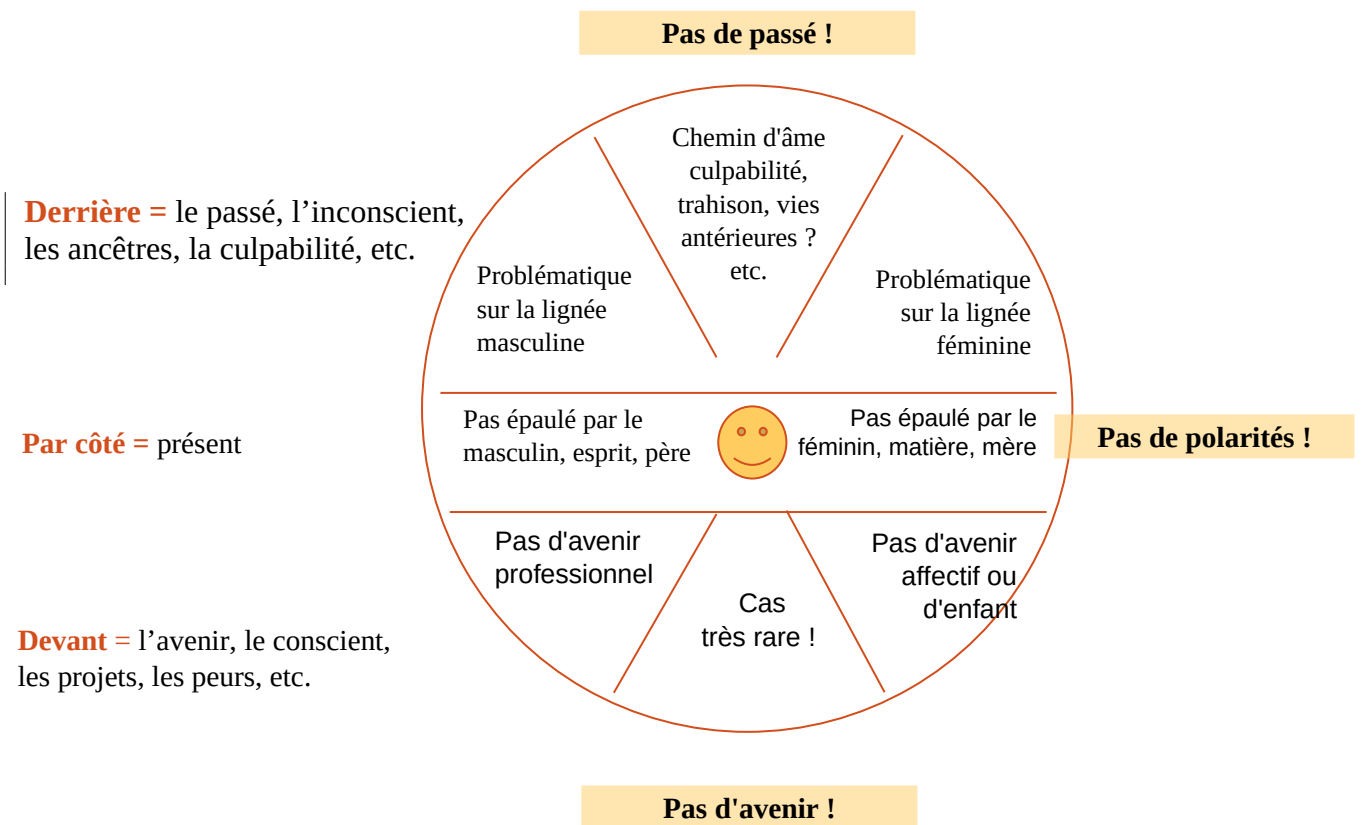 Pas de passé !
Chemin d'âme
culpabilité,
trahison, vies
antérieures ?
etc.
Derrière = le passé, l’inconscient,
les ancêtres, la culpabilité, etc.
Problématique
sur la lignée
masculine
Problématique
sur la lignée
féminine
Par côté = présent
Pas épaulé par le
masculin, esprit, père
Pas épaulé par le
féminin, matière, mère
Pas de polarités !
Pas d'avenir
professionnel
Cas
très rare !
Pas d'avenir
affectif ou
d'enfant
Devant = l’avenir, le conscient,
les projets, les peurs, etc.
Pas d'avenir !